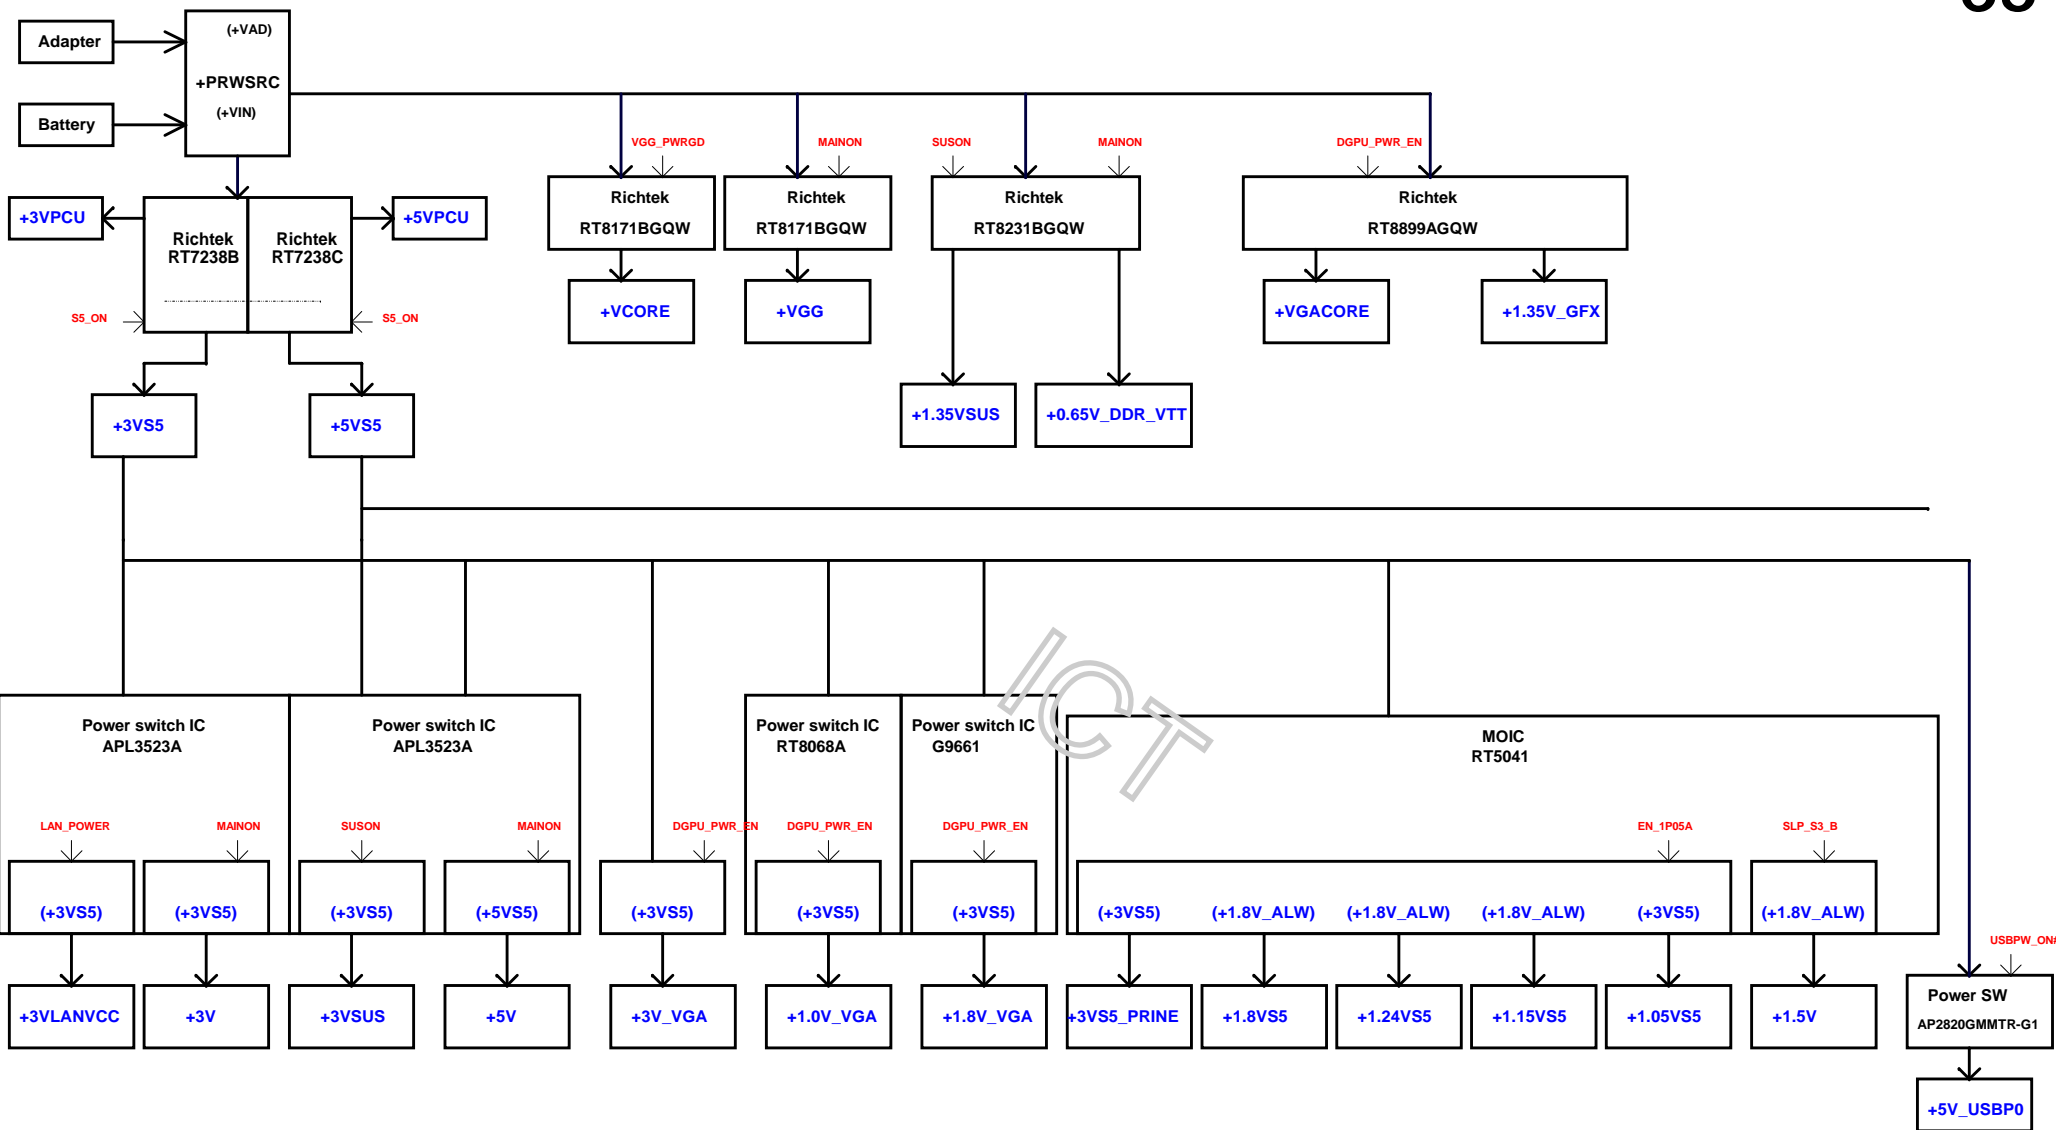 Adapter
(+VAD)
+PRWSRC
(+VIN)
Battery
VGG_PWRGD
MAINON
SUSON
MAINON
DGPU_PWR_EN
+3VPCU
Richtek
RT7238B
Richtek
RT7238C
+5VPCU
Richtek
RT8171BGQW
Richtek
RT8171BGQW
Richtek
RT8231BGQW
Richtek
RT8899AGQW
S5_ON
S5_ON
+VCORE
+VGG
+VGACORE
+1.35V_GFX
+3VS5
+5VS5
+1.35VSUS
+0.65V_DDR_VTT
ICT
Power switch IC
APL3523A
Power switch IC
APL3523A
Power switch IC
RT8068A
Power switch IC
G9661
MOIC
RT5041
LAN_POWER
MAINON
SUSON
MAINON
DGPU_PWR_EN
DGPU_PWR_EN
DGPU_PWR_EN
EN_1P05A
SLP_S3_B
(+3VS5)
(+3VS5)
(+3VS5)
(+5VS5)
(+3VS5)
(+3VS5)
(+3VS5)
(+3VS5)
(+1.8V_ALW)
(+1.8V_ALW)
(+1.8V_ALW)
(+3VS5)
(+1.8V_ALW)
USBPW_ON#
+3VLANVCC
+3V
+3VSUS
+5V
+3V_VGA
+1.0V_VGA
+1.8V_VGA
+3VS5_PRINE
+1.8VS5
+1.24VS5
+1.15VS5
+1.05VS5
+1.5V
Power SW
AP2820GMMTR-G1
+5V_USBP0